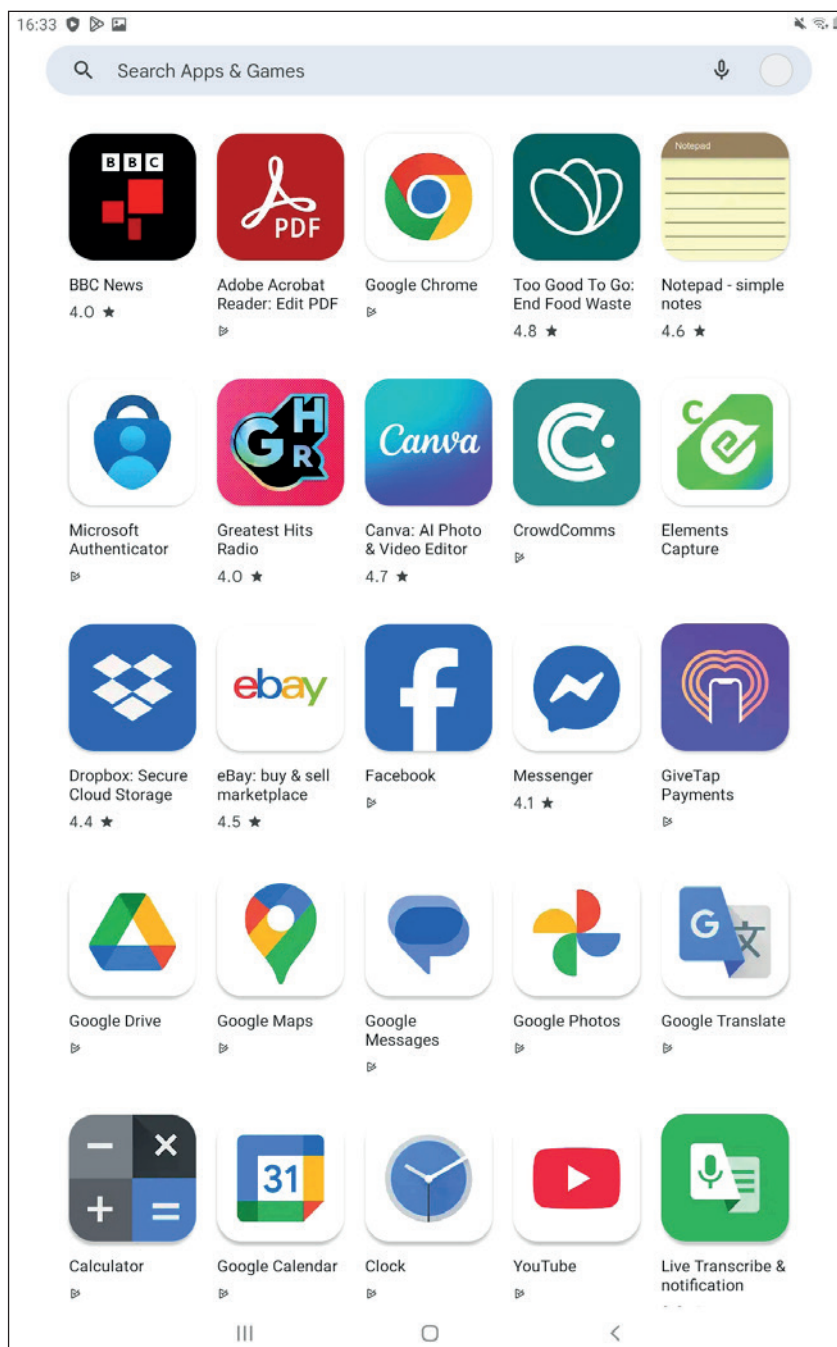 16:33
Search Apps & Games
BBC
PDF
Notepad
BBC News
4.0 ★
Adobe Acrobat
Reader: Edit PDF
Google Chrome
Too Good To Go:
End Food Waste
4.8 ★
Notepad - simple
notes
4.6 ★
GHR
Canva
C
C
e
Microsoft
Authenticator
Greatest Hits
Radio
4.0 ★
Canva: AI Photo
& Video Editor
4.7 ★
CrowdComms
Elements
Capture
ebay
f
Dropbox: Secure
Cloud Storage
4.4 ★
eBay: buy & sell
marketplace
4.5 ★
Facebook
Messenger
4.1 ★
GiveTap
Payments
G 文
Google Drive
Google Maps
Google
Messages
Google Photos
Google Translate
− ×
+ =
31
Calculator
Google Calendar
Clock
YouTube
Live Transcribe &
notification